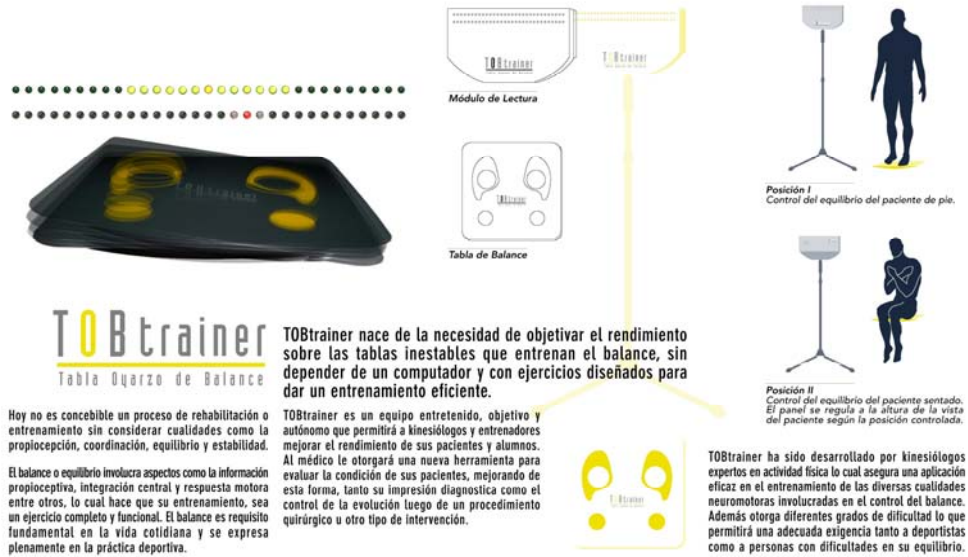 TOBtrainer
Módulo de Lectura
TOBtrainer
Tabla de Balance
Posición I
Control del equilibrio del paciente de pie.
Posición II
Control del equilibrio del paciente sentado.
El panel se regula a la altura de la vista
del paciente según la posición controlada.
TOBtrainer
Tabla Oyarzo de Balance
Hoy no es concebible un proceso de rehabilitación o
entrenamiento sin considerar cualidades como la
propiocepción, coordinación, equilibrio y estabilidad.
El balance o equilibrio involucra aspectos como la información
propioceptiva, integración central y respuesta motora
entre otros, lo cual hace que su entrenamiento, sea
un ejercicio completo y funcional. El balance es requisito
fundamental en la vida cotidiana y se expresa
plenamente en la práctica deportiva.
TOBtrainer nace de la necesidad de objetivar el rendimiento
sobre las tablas inestables que entrenan el balance, sin
depender de un computador y con ejercicios diseñados para
dar un entrenamiento eficiente.
TOBtrainer es un equipo entretenido, objetivo y
autónomo que permitirá a kinesiólogos y entrenadores
mejorar el rendimiento de sus pacientes y alumnos.
Al médico le otorgará una nueva herramienta para
evaluar la condición de sus pacientes, mejorando de
esta forma, tanto su impresión diagnostica como el
control de la evolución luego de un procedimiento
quirúrgico u otro tipo de intervención.
TOBtrainer
TOBtrainer ha sido desarrollado por kinesiólogos
expertos en actividad física lo cual asegura una aplicación
eficaz en el entrenamiento de las diversas cualidades
neuromotoras involucradas en el control del balance.
Además otorga diferentes grados de dificultad lo que
permitirá una adecuada exigencia tanto a deportistas
como a personas con dificultades en su equilibrio.